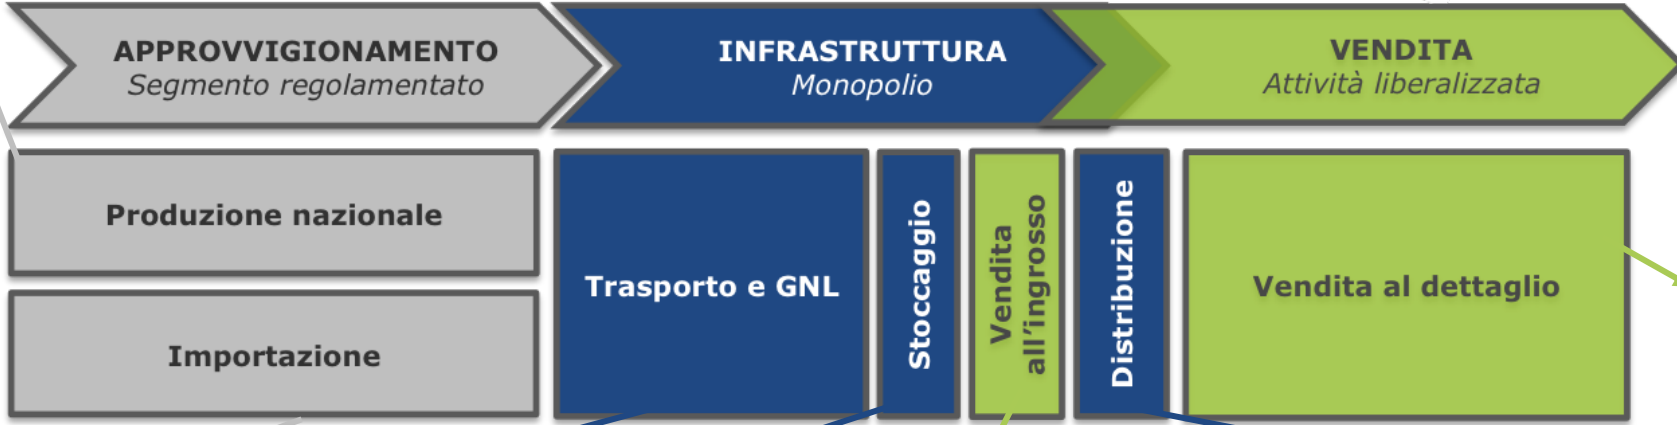 APPROVVIGIONAMENTO
Segmento regolamentato
INFRASTRUTTURA
Monopolio
VENDITA
Attività liberalizzata
Produzione nazionale
Importazione
Trasporto e GNL
Stoccaggio
Vendita
all'ingrosso
Distribuzione
Vendita al dettaglio